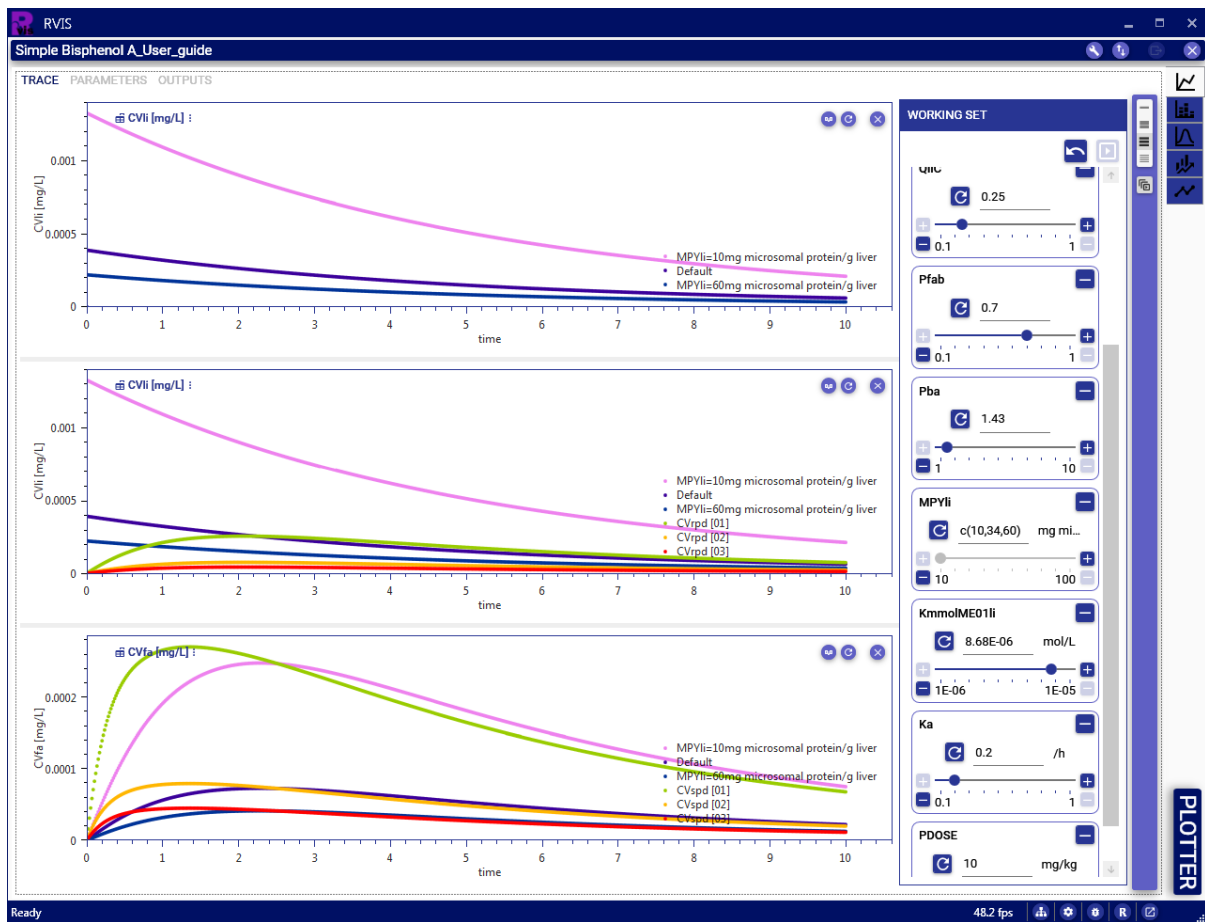 RVIS
Simple Bisphenol A_User_guide
TRACE PARAMETERS OUTPUTS
CVli [mg/L]
CVli [mg/L]
0.001
0.0005
0
MPYli=10mg microsomal protein/g liver
Default
MPYli=60mg microsomal protein/g liver
0 1 2 3 4 5 6 7 8 9 10
time
CVli [mg/L]
CVli [mg/L]
0.001
0.0005
0
MPYli=10mg microsomal protein/g liver
Default
MPYli=60mg microsomal protein/g liver
CVrpd [01]
CVrpd [02]
CVrpd [03]
0 1 2 3 4 5 6 7 8 9 10
time
CVfa [mg/L]
CVfa [mg/L]
0.0002
0.0001
0
MPYli=10mg microsomal protein/g liver
Default
MPYli=60mg microsomal protein/g liver
CVspd [01]
CVspd [02]
CVspd [03]
0 1 2 3 4 5 6 7 8 9 10
time
WORKING SET
QliC
0.25
0.1 1
Pfab
0.7
0.1 1
Pba
1.43
1 10
MPYli
c(10,34,60) mg mi...
10 100
KmmolME01li
8.68E-06 mol/L
1E-06 1E-05
Ka
0.2 /h
0.1 1
PDOSE
10 mg/kg
PLOTTER
Ready
48.2 fps
R